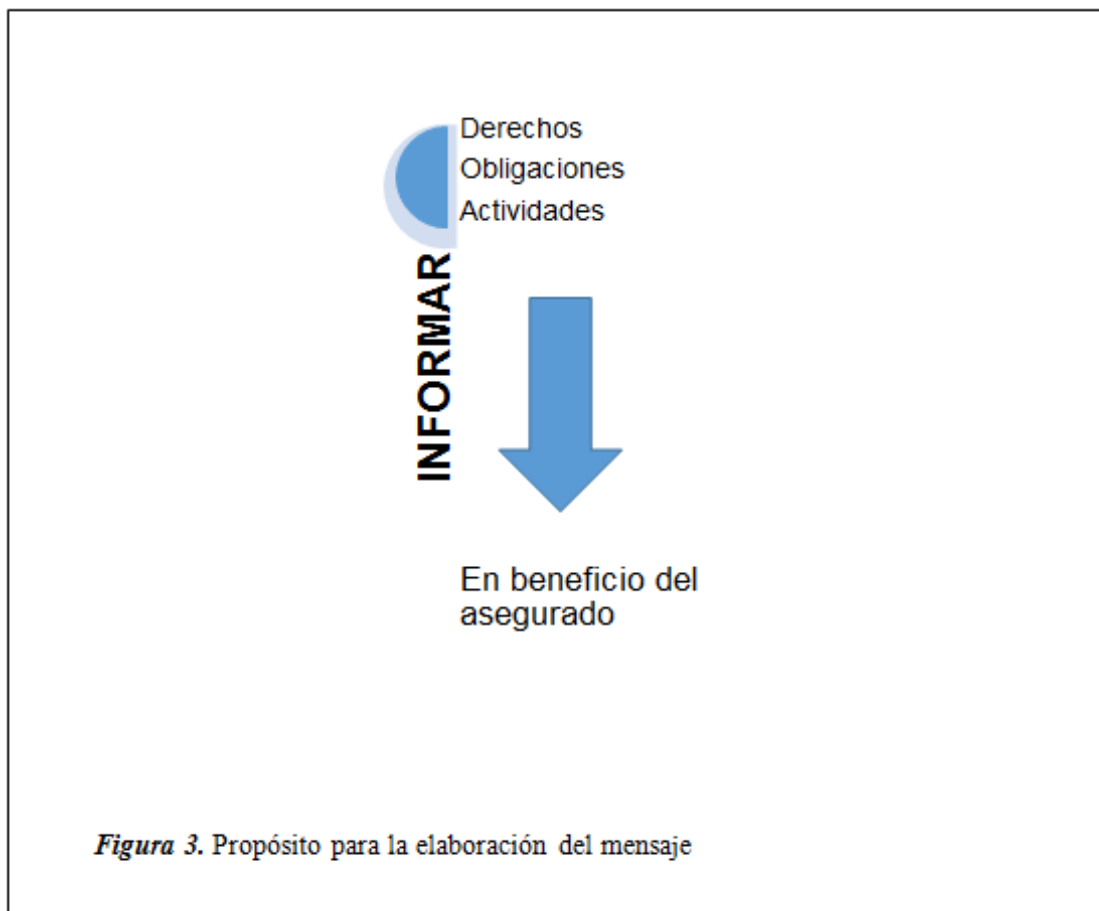 Derechos
Obligaciones
Actividades
INFORMAR
En beneficio del
asegurado
Figura 3. Propósito para la elaboración del mensaje